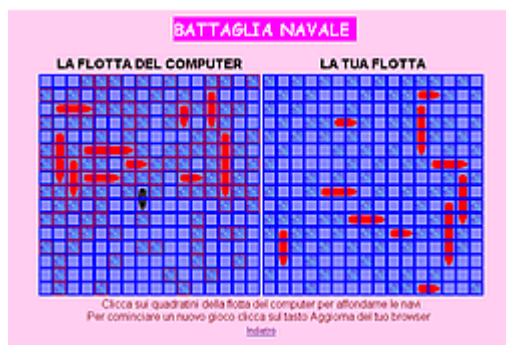 BATTAGLIA NAVALE
LA FLOTTA DEL COMPUTER
LA TUA FLOTTA
Clicca sui quadratini della flotta del computer per affondarne le navi
Per cominciare un nuovo gioco clicca sul tasto Aggiorna del tuo browser
Indietro